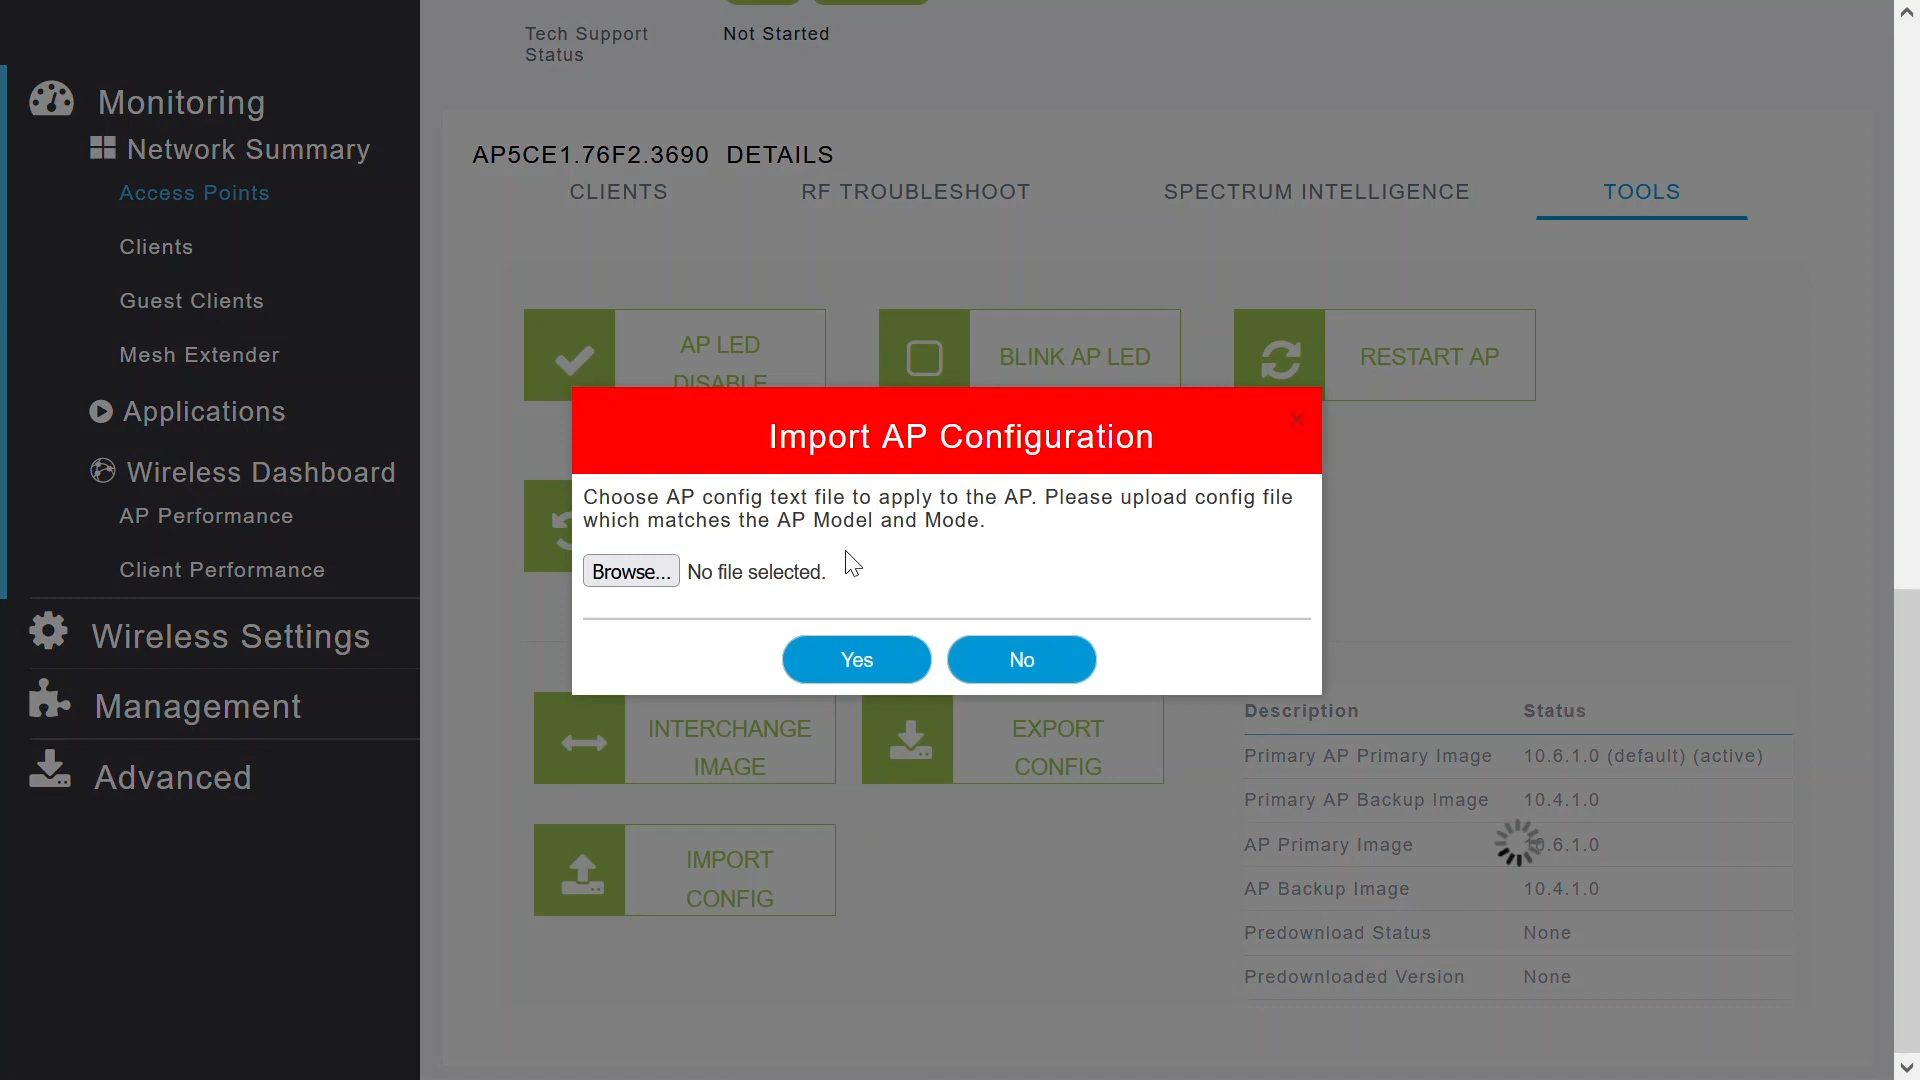 Tech Support
Status
Not Started
Monitoring
Network Summary
Access Points
Clients
Guest Clients
Mesh Extender
Applications
Wireless Dashboard
AP Performance
Client Performance
Wireless Settings
Management
Advanced
AP5CE1.76F2.3690 DETAILS
CLIENTS RF TROUBLESHOOT SPECTRUM INTELLIGENCE TOOLS
AP LED
DISABLE
BLINK AP LED
RESTART AP
Import AP Configuration
×
Choose AP config text file to apply to the AP. Please upload config file
which matches the AP Model and Mode.
Browse... No file selected.
Yes No
INTERCHANGE
IMAGE
EXPORT
CONFIG
IMPORT
CONFIG
Description Status
Primary AP Primary Image 10.6.1.0 (default) (active)
Primary AP Backup Image 10.4.1.0
AP Primary Image 10.6.1.0
AP Backup Image 10.4.1.0
Predownload Status None
Predownloaded Version None